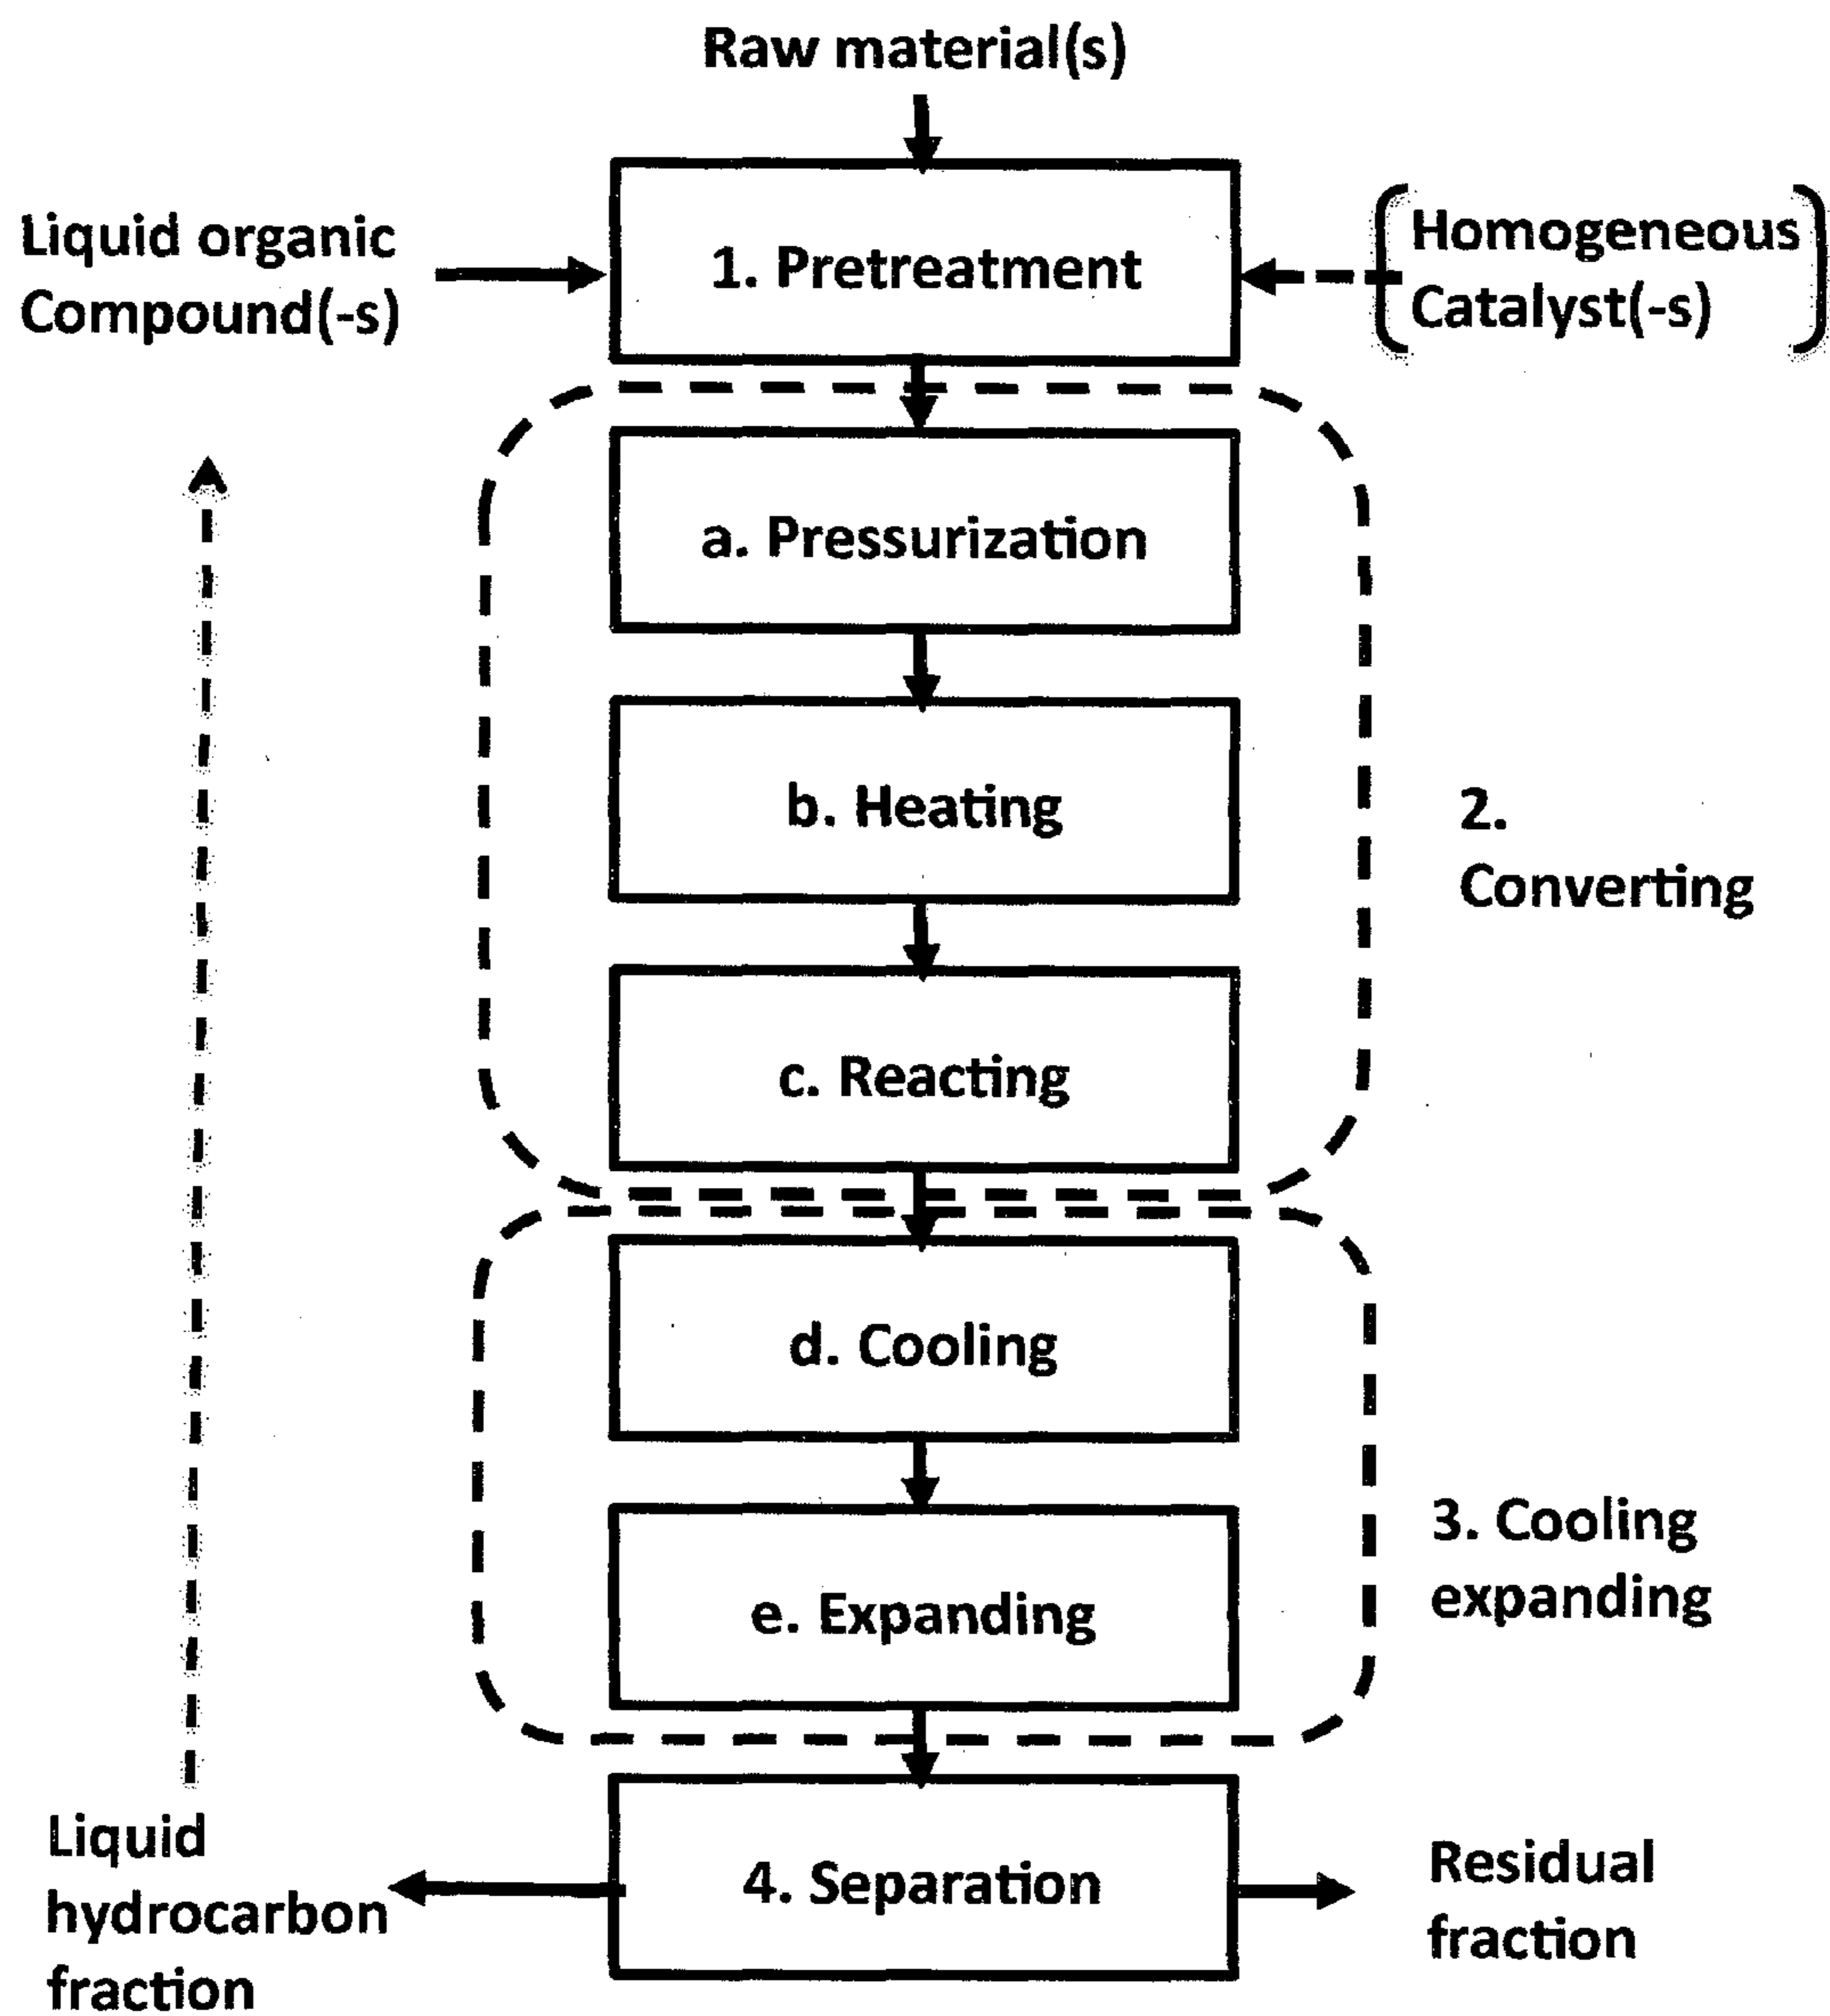 Raw material(s)
Liquid organic
Compound(-s)
1. Pretreatment
Homogeneous
Catalyst(-s)
a. Pressurization
b. Heating
2.
Converting
c. Reacting
d. Cooling
3. Cooling
expanding
e. Expanding
Liquid
hydrocarbon
fraction
4. Separation
Residual
fraction